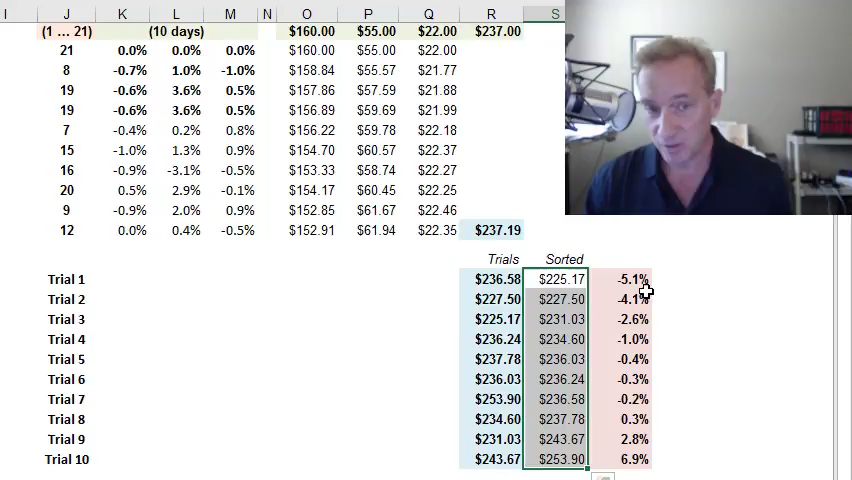 I J K L M N O P Q R S
(1 ... 21) (10 days) $160.00 $55.00 $22.00 $237.00
21 0.0% 0.0% 0.0% $160.00 $55.00 $22.00
8 -0.7% 1.0% -1.0% $158.84 $55.57 $21.77
19 -0.6% 3.6% 0.5% $157.86 $57.59 $21.88
19 -0.6% 3.6% 0.5% $156.89 $59.69 $21.99
7 -0.4% 0.2% 0.8% $156.22 $59.78 $22.18
15 -1.0% 1.3% 0.9% $154.70 $60.57 $22.37
16 -0.9% -3.1% -0.5% $153.33 $58.74 $22.27
20 0.5% 2.9% -0.1% $154.17 $60.45 $22.25
9 -0.9% 2.0% 0.9% $152.85 $61.67 $22.46
12 0.0% 0.4% -0.5% $152.91 $61.94 $22.35 $237.19
Trials Sorted
Trial 1 $236.58 $225.17 -5.1%
Trial 2 $227.50 $227.50 -4.1%
Trial 3 $225.17 $231.03 -2.6%
Trial 4 $236.24 $234.60 -1.0%
Trial 5 $237.78 $236.03 -0.4%
Trial 6 $236.03 $236.24 -0.3%
Trial 7 $253.90 $236.58 -0.2%
Trial 8 $234.60 $237.78 0.3%
Trial 9 $231.03 $243.67 2.8%
Trial 10 $243.67 $253.90 6.9%